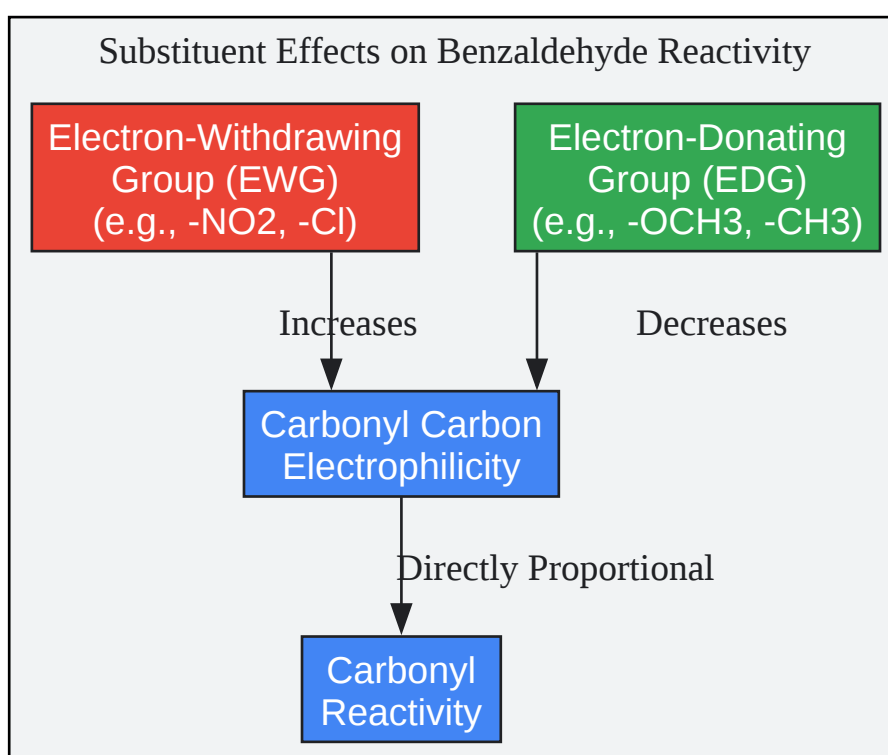 Substituent Effects on Benzaldehyde Reactivity
Electron-Withdrawing
Group (EWG)
(e.g., -NO2, -Cl)
Electron-Donating
Group (EDG)
(e.g., -OCH3, -CH3)
Increases
Decreases
Carbonyl Carbon
Electrophilicity
Directly Proportional
Carbonyl
Reactivity